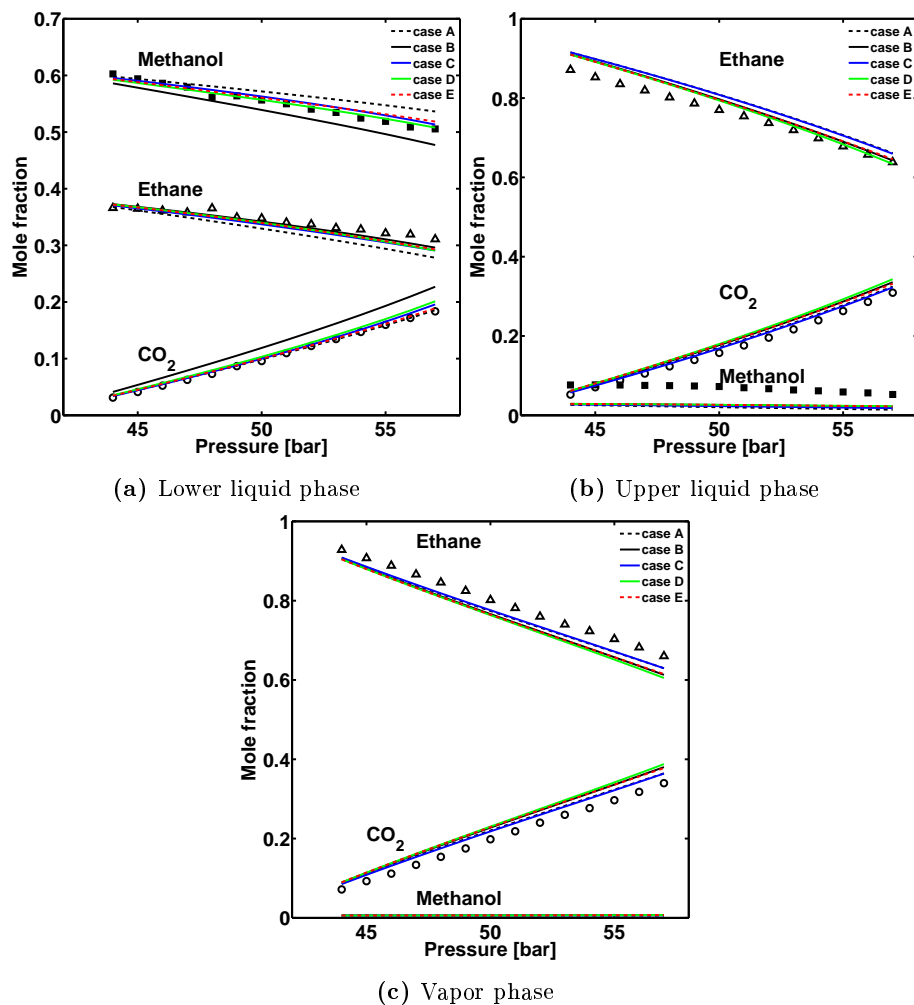 0.7
0.6
0.5
0.4
0.3
0.2
0.1
0
Mole fraction
Methanol
Ethane
CO2
case A
case B
case C
case D
case E
45 50 55
Pressure [bar]
(a) Lower liquid phase
1
0.8
0.6
0.4
0.2
0
Mole fraction
Ethane
CO2
Methanol
case A
case B
case C
case D
case E
45 50 55
Pressure [bar]
(b) Upper liquid phase
1
0.8
0.6
0.4
0.2
0
Mole fraction
Ethane
CO2
Methanol
case A
case B
case C
case D
case E
45 50 55
Pressure [bar]
(c) Vapor phase